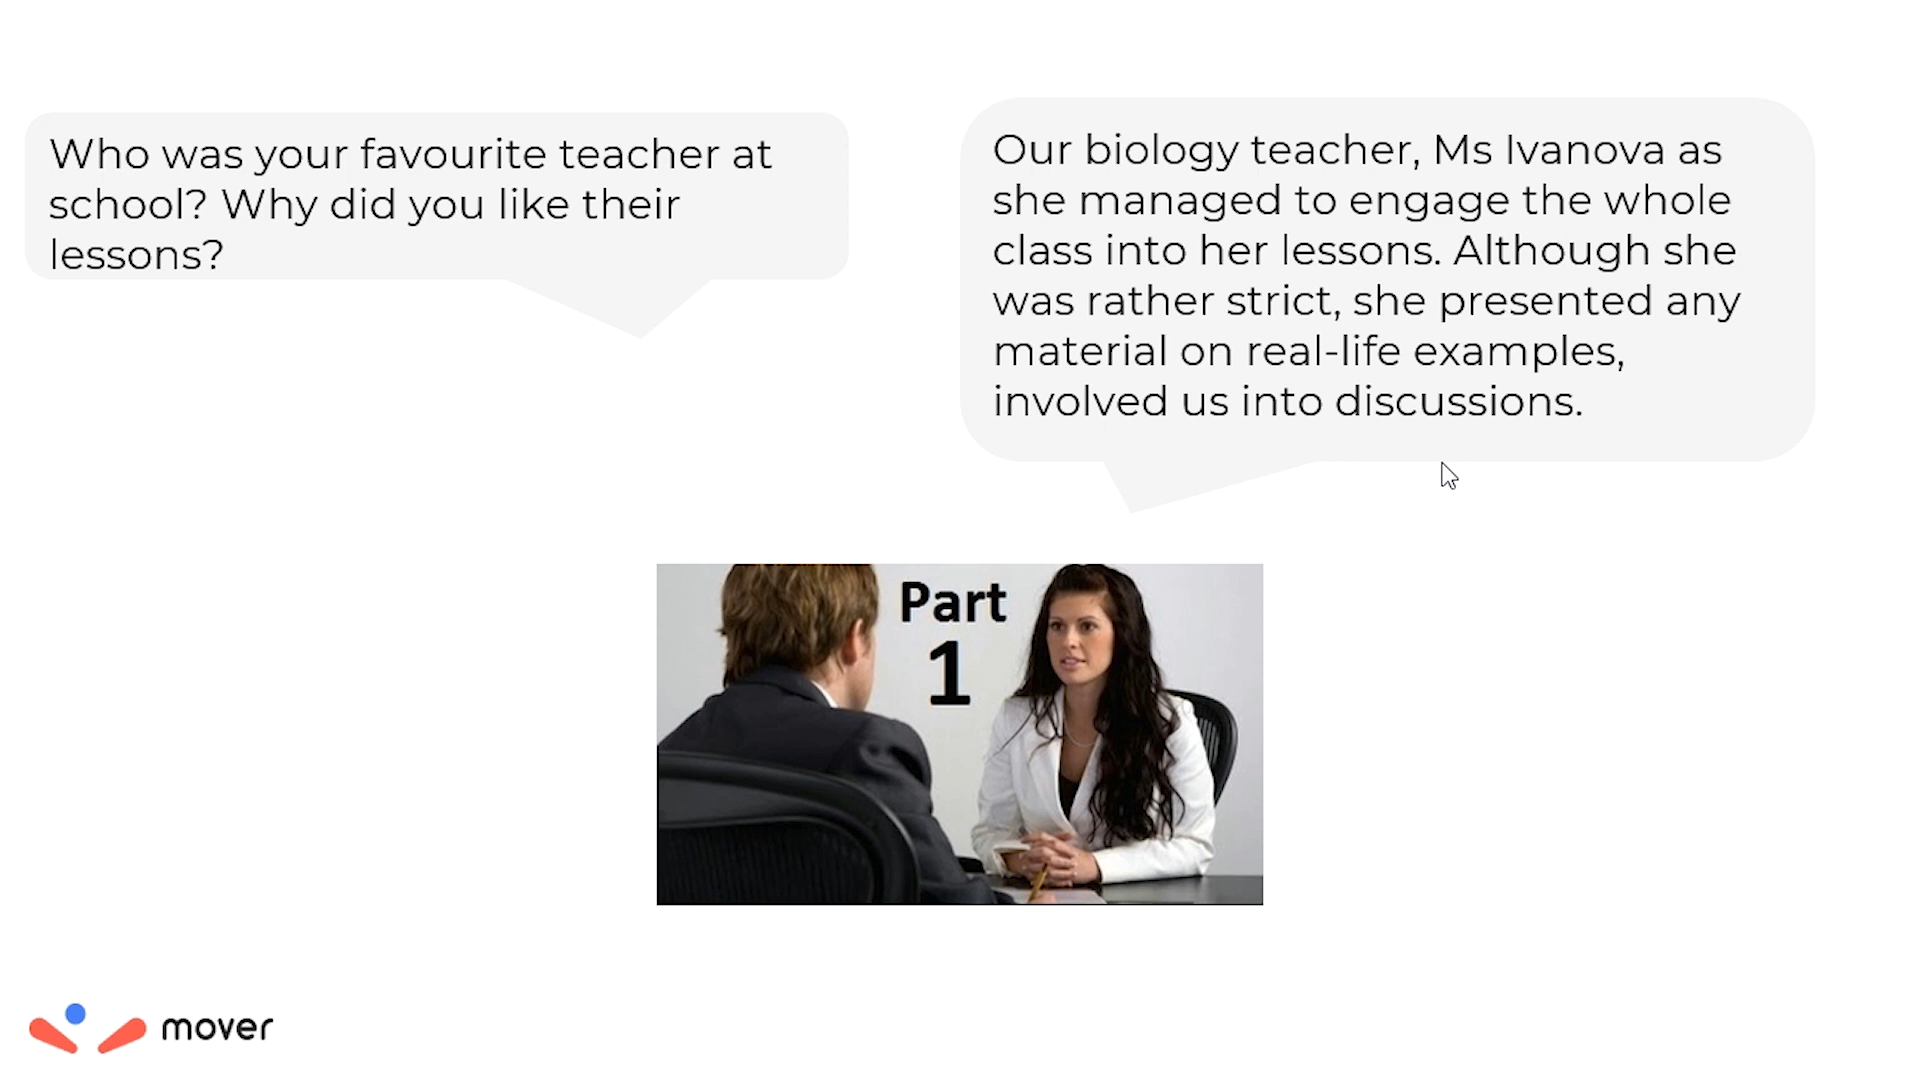 Who was your favourite teacher at
school? Why did you like their
lessons?
Our biology teacher, Ms Ivanova as
she managed to engage the whole
class into her lessons. Although she
was rather strict, she presented any
material on real-life examples,
involved us into discussions.
Part
1
mover